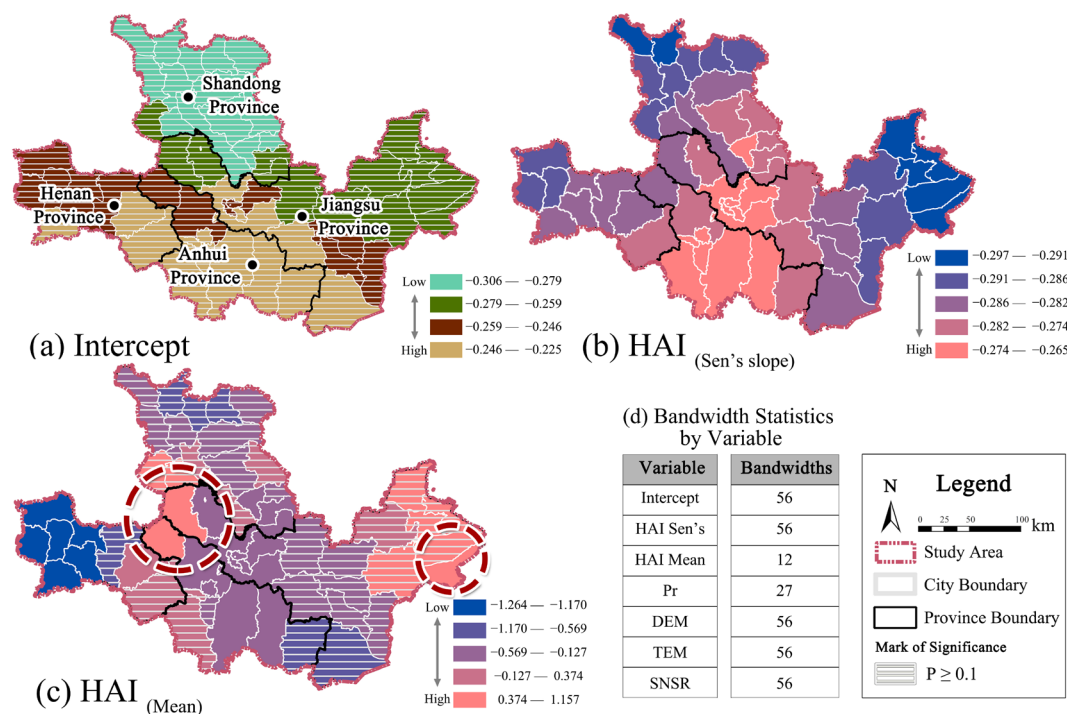 Shandong
Province
Henan
Province
Jiangsu
Province
Anhui
Province
Low
High
−0.306 — −0.279
−0.279 — −0.259
−0.259 — −0.246
−0.246 — −0.225
(a) Intercept
Low
High
−0.297 — −0.291
−0.291 — −0.286
−0.286 — −0.282
−0.282 — −0.274
−0.274 — −0.265
(b) HAI (Sen's slope)
Low
High
−1.264 — −1.170
−1.170 — −0.569
−0.569 — −0.127
−0.127 — 0.374
0.374 — 1.157
(c) HAI (Mean)
(d) Bandwidth Statistics
by Variable
Variable Bandwidths
Intercept 56
HAI Sen's 56
HAI Mean 12
Pr 27
DEM 56
TEM 56
SNSR 56
N
Legend
0 10 20 40 60 80 100
km
Study Area
City Boundary
Province Boundary
Mark of Significance
P ≥ 0.1